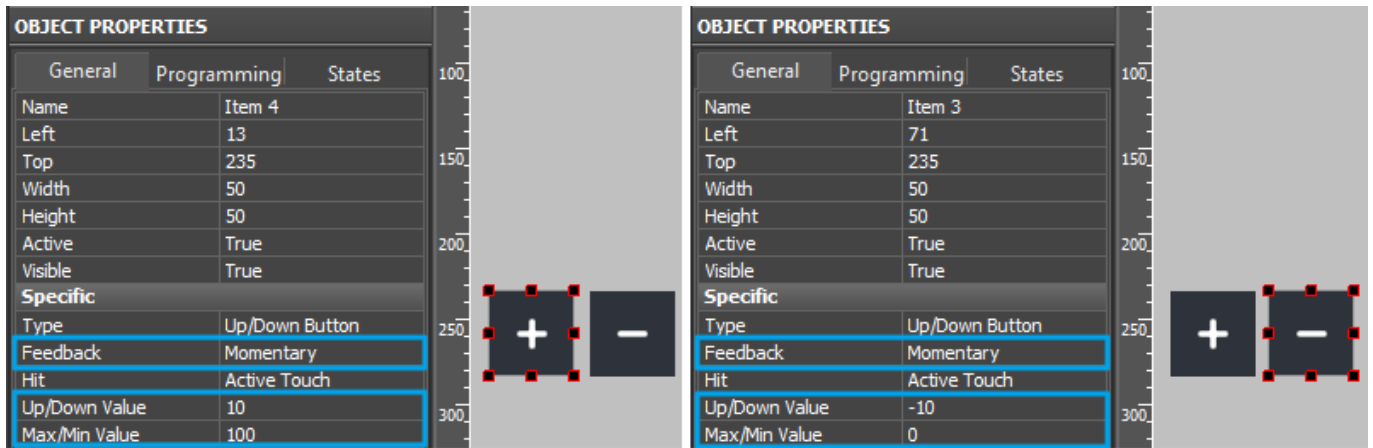 OBJECT PROPERTIES
General Programming States
Name Item 4
Left 13
Top 235
Width 50
Height 50
Active True
Visible True
Specific
Type Up/Down Button
Feedback Momentary
Hit Active Touch
Up/Down Value 10
Max/Min Value 100
100
150
200
250
300
+ −
OBJECT PROPERTIES
General Programming States
Name Item 3
Left 71
Top 235
Width 50
Height 50
Active True
Visible True
Specific
Type Up/Down Button
Feedback Momentary
Hit Active Touch
Up/Down Value -10
Max/Min Value 0
100
150
200
250
300
+ −